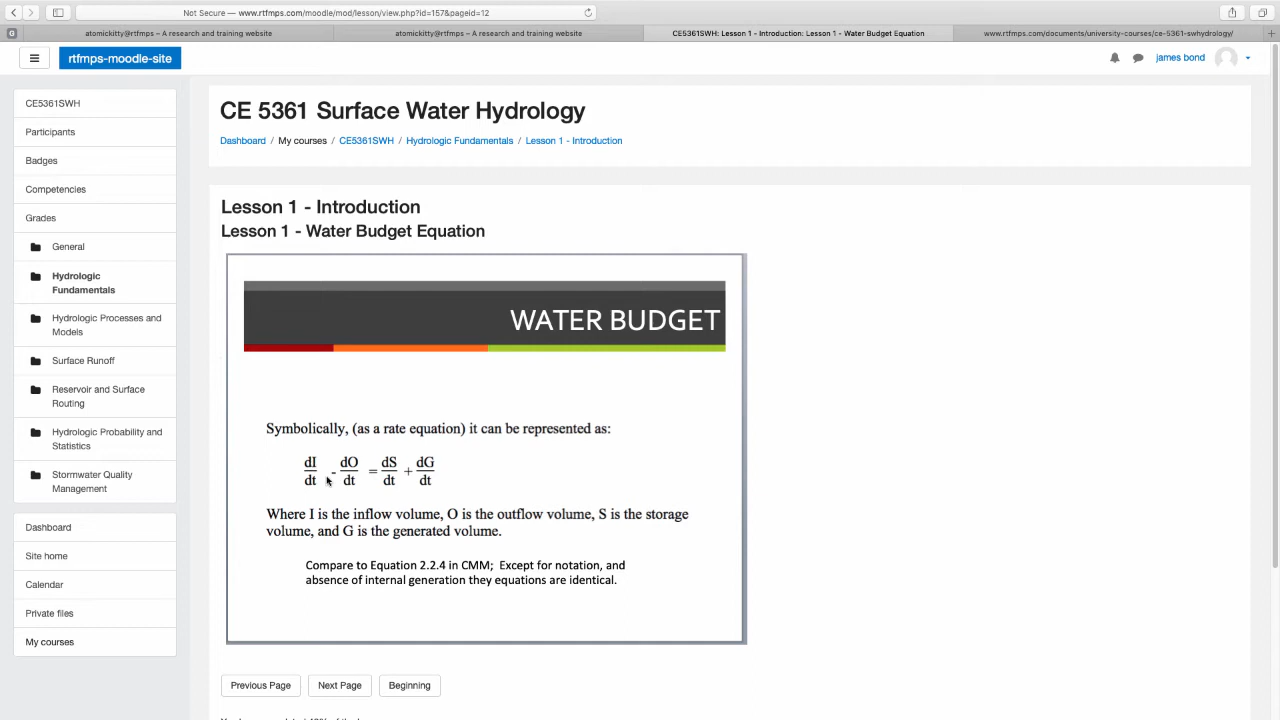 Not Secure — www.rtfmps.com/moodle/mod/lesson/view.php?id=157&pageid=12
G
atomickitty@rtfmps – A research and training website
atomickitty@rtfmps – A research and training website
CE5361SWH: Lesson 1 - Introduction: Lesson 1 - Water Budget Equation
www.rtfmps.com/documents/university-courses/ce-5361-swhydrology/
rtfmps-moodle-site
james bond
CE5361SWH
Participants
Badges
Competencies
Grades
General
Hydrologic
Fundamentals
Hydrologic Processes and
Models
Surface Runoff
Reservoir and Surface
Routing
Hydrologic Probability and
Statistics
Stormwater Quality
Management
Dashboard
Site home
Calendar
Private files
My courses
CE 5361 Surface Water Hydrology
Dashboard / My courses / CE5361SWH / Hydrologic Fundamentals / Lesson 1 - Introduction
Lesson 1 - Introduction
Lesson 1 - Water Budget Equation
WATER BUDGET
Symbolically, (as a rate equation) it can be represented as:
dI dO dS dG
- = +
dt dt dt dt
Where I is the inflow volume, O is the outflow volume, S is the storage
volume, and G is the generated volume.
Compare to Equation 2.2.4 in CMM; Except for notation, and
absence of internal generation they equations are identical.
Previous Page
Next Page
Beginning